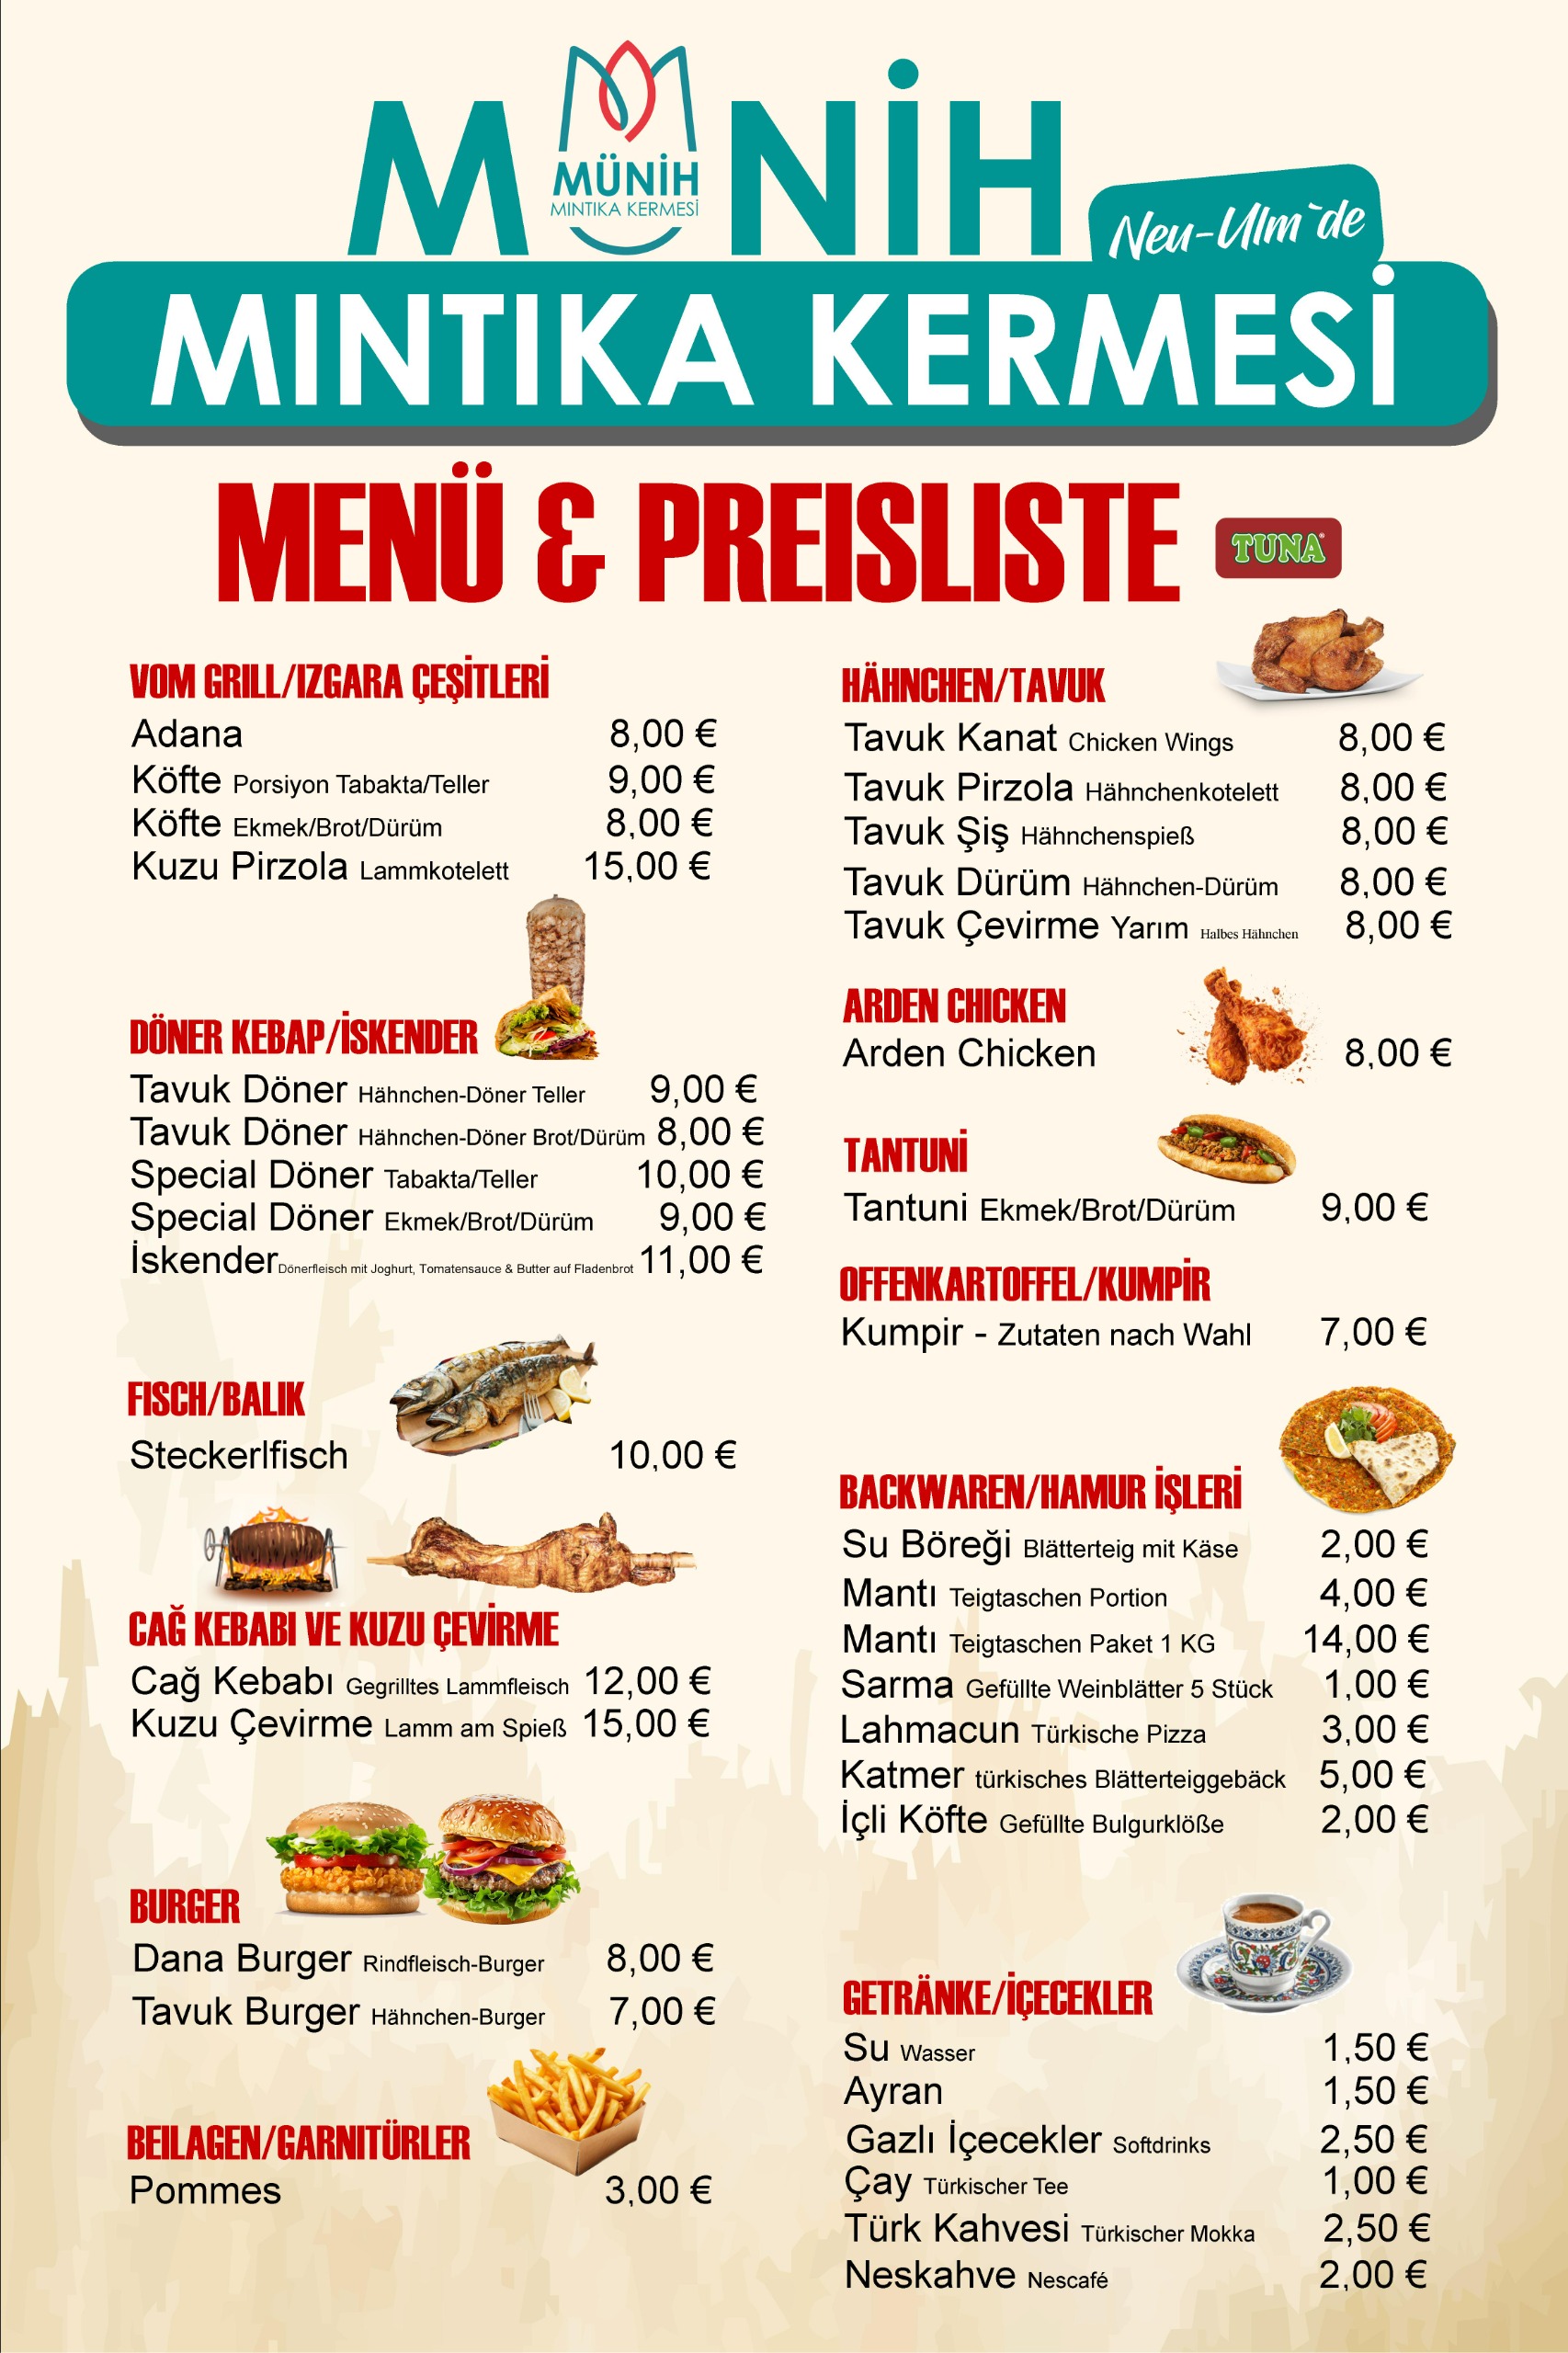 MÜNİH
MÜNİH
MINTIKA KERMESİ
Neu-Ulm`de
MINTIKA KERMESİ
MENÜ & PREISLISTE
TUNA
VOM GRILL/IZGARA ÇEŞİTLERİ
Adana 8,00 €
Köfte Porsiyon Tabakta/Teller 9,00 €
Köfte Ekmek/Brot/Dürüm 8,00 €
Kuzu Pirzola Lammkotelett 15,00 €
DÖNER KEBAP/İSKENDER
Tavuk Döner Hähnchen-Döner Teller 9,00 €
Tavuk Döner Hähnchen-Döner Brot/Dürüm 8,00 €
Special Döner Tabakta/Teller 10,00 €
Special Döner Ekmek/Brot/Dürüm 9,00 €
İskender Dönerfleisch mit Joghurt, Tomatensauce & Butter auf Fladenbrot 11,00 €
FISCH/BALIK
Steckerlfisch 10,00 €
CAĞ KEBABI VE KUZU ÇEVİRME
Cağ Kebabı Gegrilltes Lammfleisch 12,00 €
Kuzu Çevirme Lamm am Spieß 15,00 €
BURGER
Dana Burger Rindfleisch-Burger 8,00 €
Tavuk Burger Hähnchen-Burger 7,00 €
BEILAGEN/GARNITÜRLER
Pommes 3,00 €
HÄHNCHEN/TAVUK
Tavuk Kanat Chicken Wings 8,00 €
Tavuk Pirzola Hähnchenkotelett 8,00 €
Tavuk Şiş Hähnchenspieß 8,00 €
Tavuk Dürüm Hähnchen-Dürüm 8,00 €
Tavuk Çevirme Yarım Halbes Hähnchen 8,00 €
ARDEN CHICKEN
Arden Chicken 8,00 €
TANTUNİ
Tantuni Ekmek/Brot/Dürüm 9,00 €
OFFENKARTOFFEL/KUMPİR
Kumpir - Zutaten nach Wahl 7,00 €
BACKWAREN/HAMUR İŞLERİ
Su Böreği Blätterteig mit Käse 2,00 €
Mantı Teigtaschen Portion 4,00 €
Mantı Teigtaschen Paket 1 KG 14,00 €
Sarma Gefüllte Weinblätter 5 Stück 1,00 €
Lahmacun Türkische Pizza 3,00 €
Katmer türkisches Blätterteiggebäck 5,00 €
İçli Köfte Gefüllte Bulgurklöße 2,00 €
GETRÄNKE/İÇECEKLER
Su Wasser 1,50 €
Ayran 1,50 €
Gazlı İçecekler Softdrinks 2,50 €
Çay Türkischer Tee 1,00 €
Türk Kahvesi Türkischer Mokka 2,50 €
Neskahve Nescafé 2,00 €